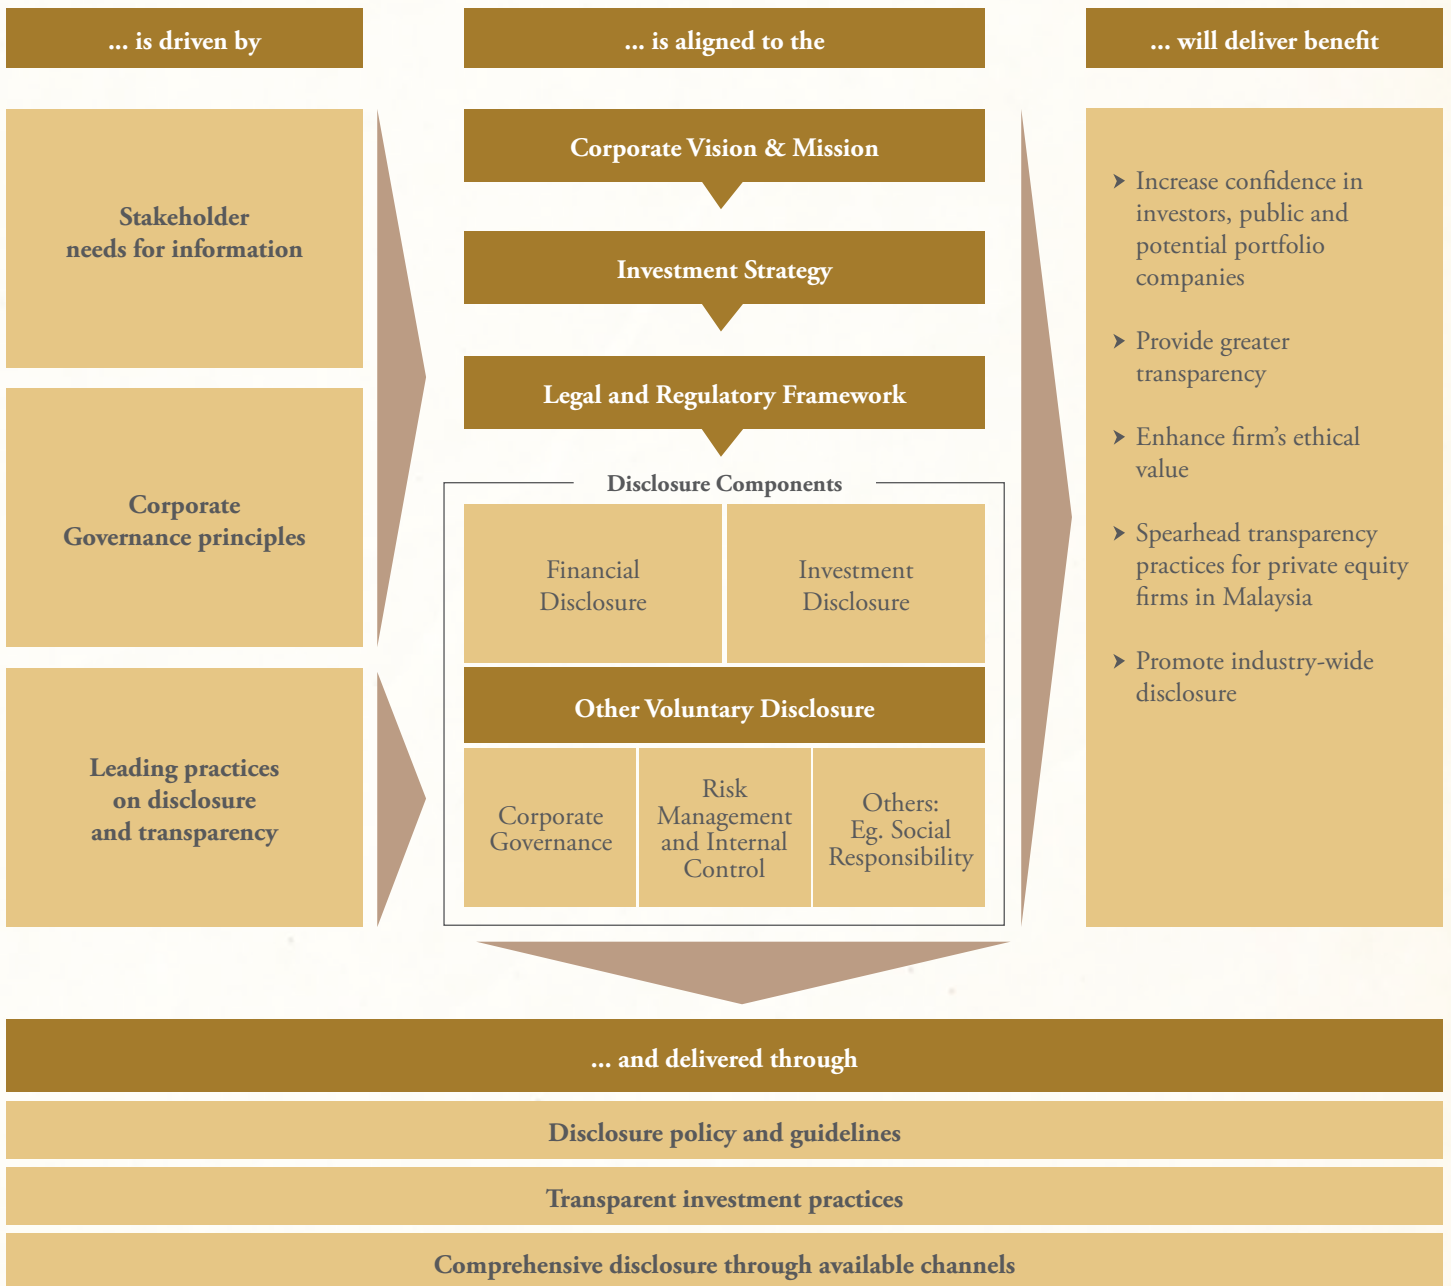 ... is driven by
Stakeholder
needs for information
Corporate
Governance principles
Leading practices
on disclosure
and transparency
... is aligned to the
Corporate Vision & Mission
Investment Strategy
Legal and Regulatory Framework
Disclosure Components
Financial
Disclosure
Investment
Disclosure
Other Voluntary Disclosure
Corporate
Governance
Risk
Management
and Internal
Control
Others:
Eg. Social
Responsibility
... will deliver benefit
➤ Increase confidence in
investors, public and
potential portfolio
companies
➤ Provide greater
transparency
➤ Enhance firm’s ethical
value
➤ Spearhead transparency
practices for private equity
firms in Malaysia
➤ Promote industry-wide
disclosure
... and delivered through
Disclosure policy and guidelines
Transparent investment practices
Comprehensive disclosure through available channels